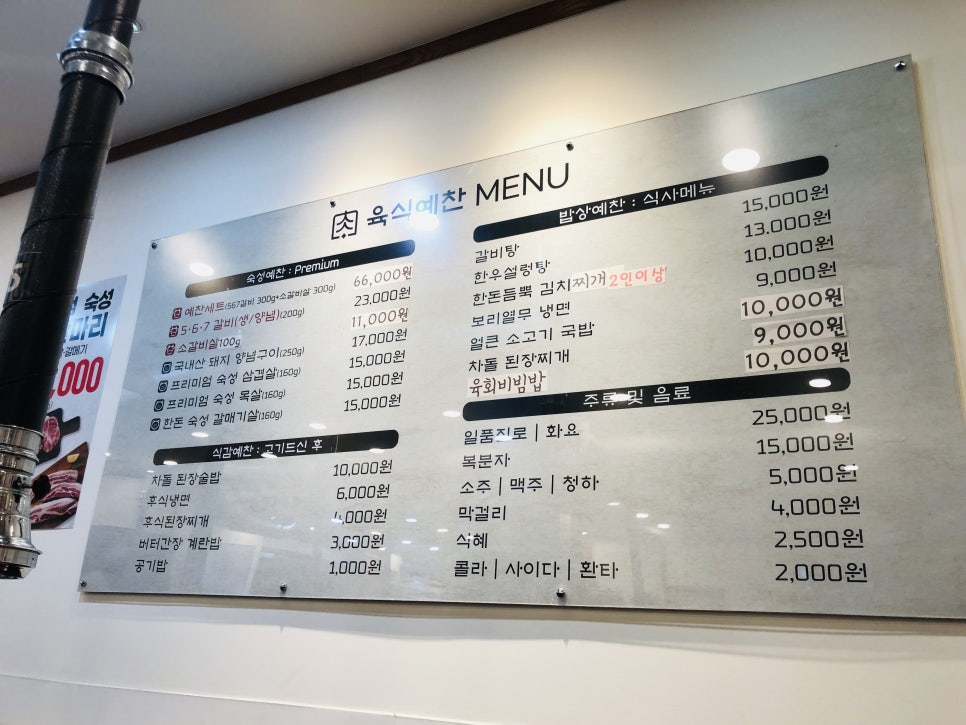 육식예찬 MENU
숙성예찬 : Premium
예찬세트(567갈비 300g+소갈비살 300g) 66,000원
5·6·7 갈비(생/양념)(200g) 23,000원
소갈비살100g 11,000원
국내산 돼지 양념구이(250g) 17,000원
프리미엄 숙성 삼겹살(160g) 15,000원
프리미엄 숙성 목살(160g) 15,000원
한돈 숙성 갈매기살(160g) 15,000원
식감예찬 : 고기드신 후
차돌 된장술밥 10,000원
후식냉면 6,000원
후식된장찌개 4,000원
버터간장 계란밥 3,000원
공기밥 1,000원
밥상예찬 : 식사메뉴
갈비탕 15,000원
한우설렁탕 13.000원
한돈듬뿍 김치찌개 2인이상 10,000원
보리열무 냉면 9,000원
얼큰 소고기 국밥 10,000원
차돌 된장찌개 9,000원
육회비빔밥 10,000원
주류 및 음료
일품진로 | 화요 25,000원
복분자 15,000원
소주 | 맥주 | 청하 5,000원
막걸리 4,000원
식혜 2,500원
콜라 | 사이다 | 환타 2,000원
숙성
마리
갈매기
000
5